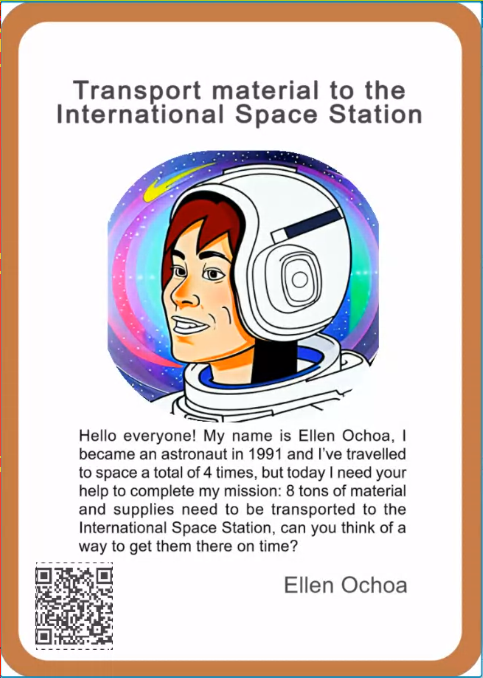 Transport material to the
International Space Station
Hello everyone! My name is Ellen Ochoa, I
became an astronaut in 1991 and I've travelled
to space a total of 4 times, but today I need your
help to complete my mission: 8 tons of material
and supplies need to be transported to the
International Space Station, can you think of a
way to get them there on time?
Ellen Ochoa